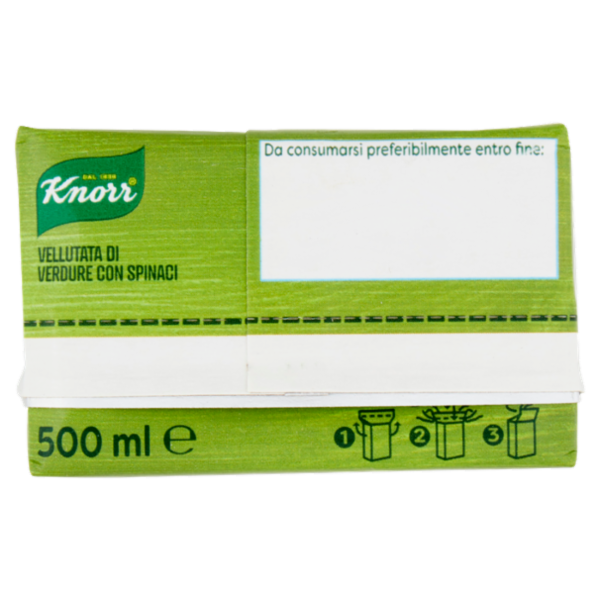 DAL 1838
Knorr®
VELLUTATA DI
VERDURE CON SPINACI
Da consumarsi preferibilmente entro fine:
500 ml ℮
1 2 3